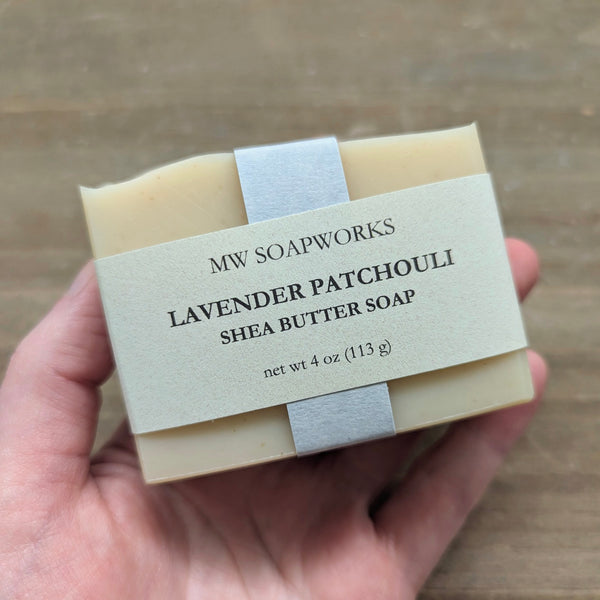 MW SOAPWORKS
LAVENDER PATCHOULI
SHEA BUTTER SOAP
net wt 4 oz (113 g)